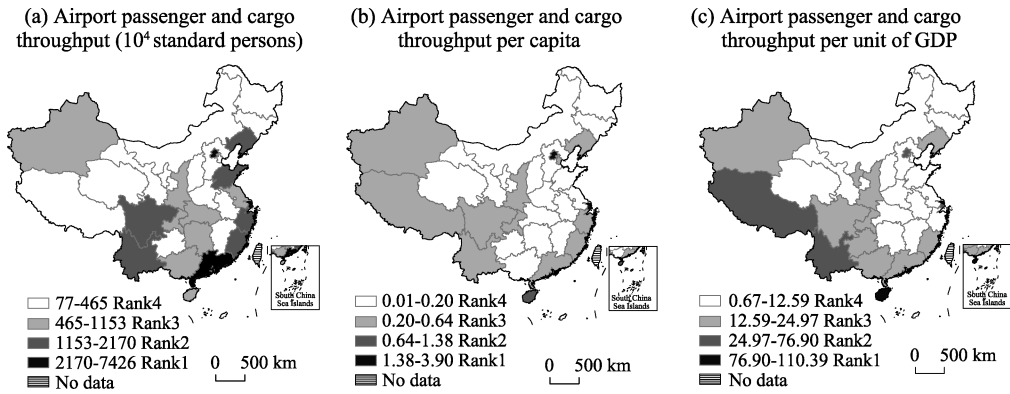 (a) Airport passenger and cargo
throughput (10⁴ standard persons)
(b) Airport passenger and cargo
throughput per capita
(c) Airport passenger and cargo
throughput per unit of GDP
South China
Sea Islands
77-465 Rank4
465-1153 Rank3
1153-2170 Rank2
2170-7426 Rank1
No data
0 500 km
South China
Sea Islands
0.01-0.20 Rank4
0.20-0.64 Rank3
0.64-1.38 Rank2
1.38-3.90 Rank1
No data
0 500 km
South China
Sea Islands
0.67-12.59 Rank4
12.59-24.97 Rank3
24.97-76.90 Rank2
76.90-110.39 Rank1
No data
0 500 km